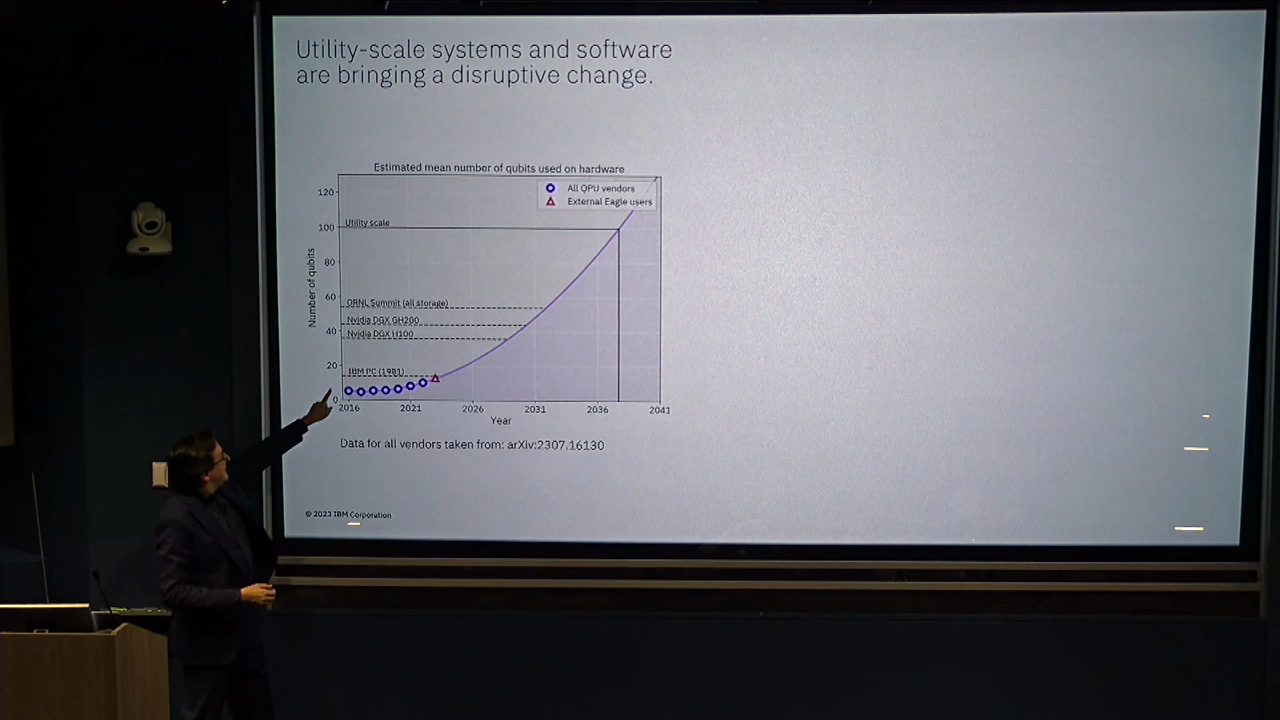 Utility-scale systems and software
are bringing a disruptive change.
Estimated mean number of qubits used on hardware
All QPU vendors
External Eagle users
Number of qubits
120
100
80
60
40
20
0
Utility scale
ORNL Summit (all storage)
Nvidia DGX GH200
Nvidia DGX H100
IBM PC (1981)
2016 2021 2026 2031 2036 2041
Year
Data for all vendors taken from: arXiv:2307.16130
© 2023 IBM Corporation